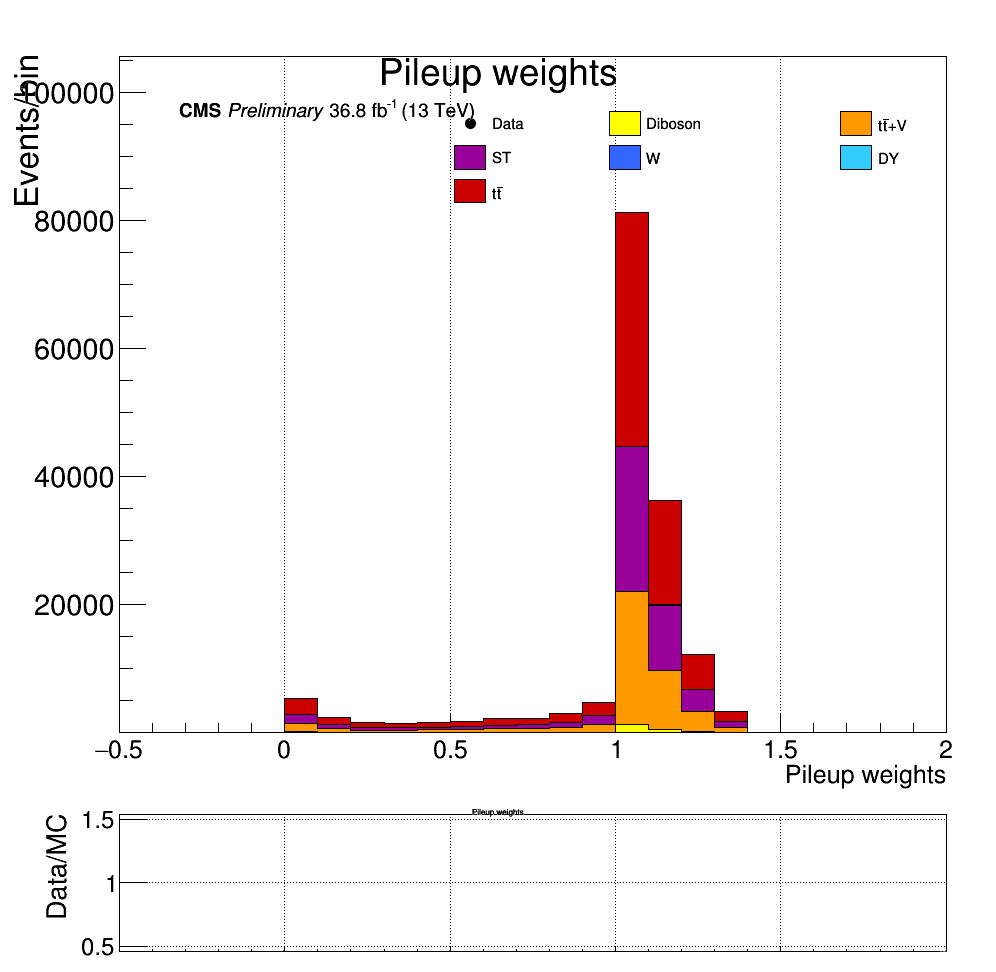 Pileup weights
Events/bin
CMS Preliminary 36.8 fb⁻¹ (13 TeV)
Data
Diboson
tt̄+V
ST
W
DY
tt̄
100000
80000
60000
40000
20000
−0.5 0 0.5 1 1.5 2
Pileup weights
Pileup weights
Data/MC
1.5
1
0.5